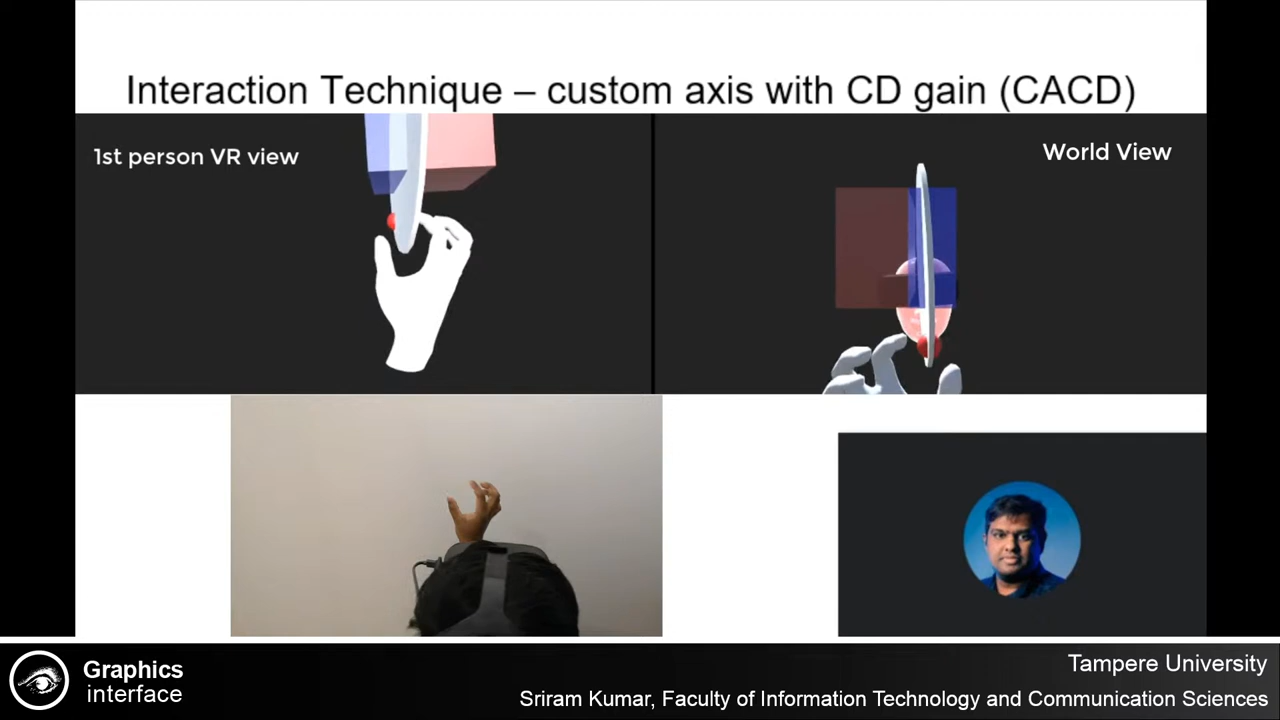 Interaction Technique – custom axis with CD gain (CACD)
1st person VR view
World View
Graphics
interface
Tampere University
Sriram Kumar, Faculty of Information Technology and Communication Sciences